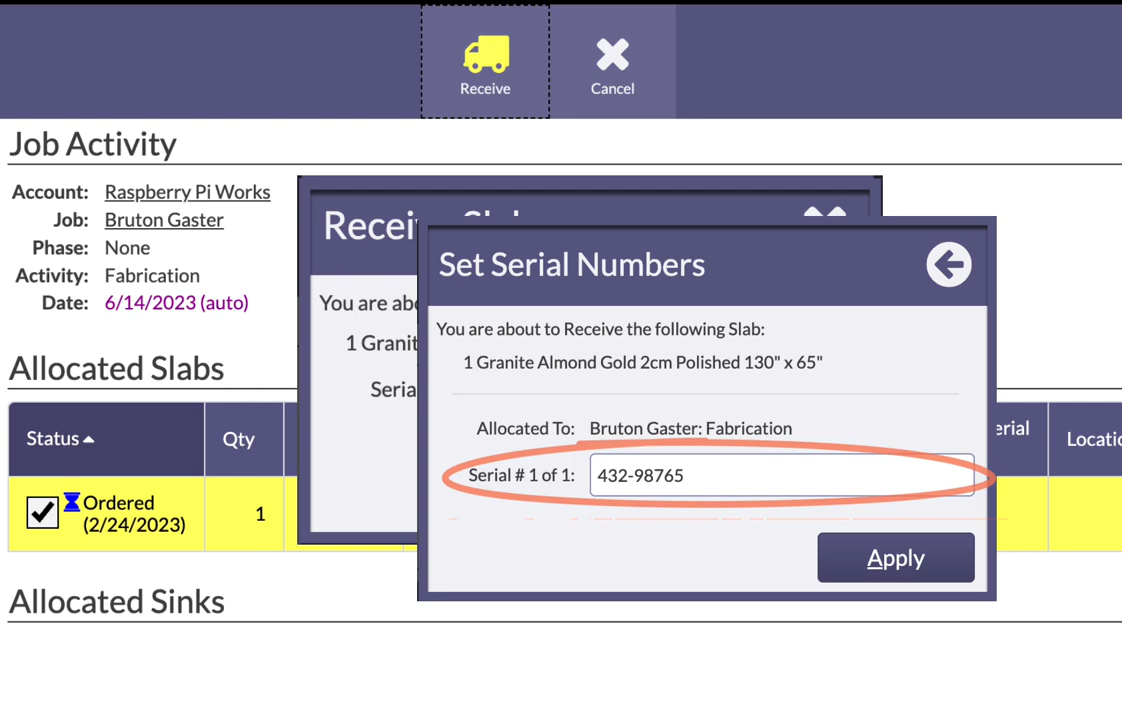 Receive
Cancel
Job Activity
Account: Raspberry Pi Works
Job: Bruton Gaster
Phase: None
Activity: Fabrication
Date: 6/14/2023 (auto)
Allocated Slabs
Status
Qty
Ordered
(2/24/2023)
1
You are
1
Set Serial Numbers
You are about to Receive the following Slab:
1 Granite Almond Gold 2cm Polished 130" x 65"
Allocated To: Bruton Gaster: Fabrication
Serial # 1 of 1: 432-98765
Apply
Allocated Sinks